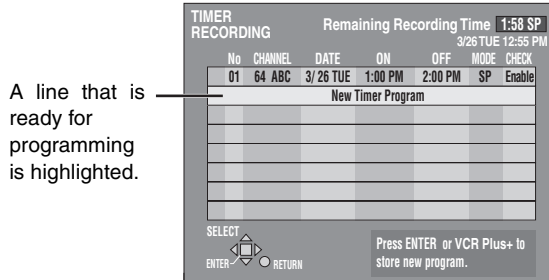 A line that is
ready for
programming
is highlighted.
TIMER
RECORDING
Remaining Recording Time 1:58 SP
3/26 TUE 12:55 PM
No CHANNEL DATE ON OFF MODE CHECK
01 64 ABC 3/ 26 TUE 1:00 PM 2:00 PM SP Enable
New Timer Program
SELECT
ENTER RETURN
Press ENTER or VCR Plus+ to
store new program.